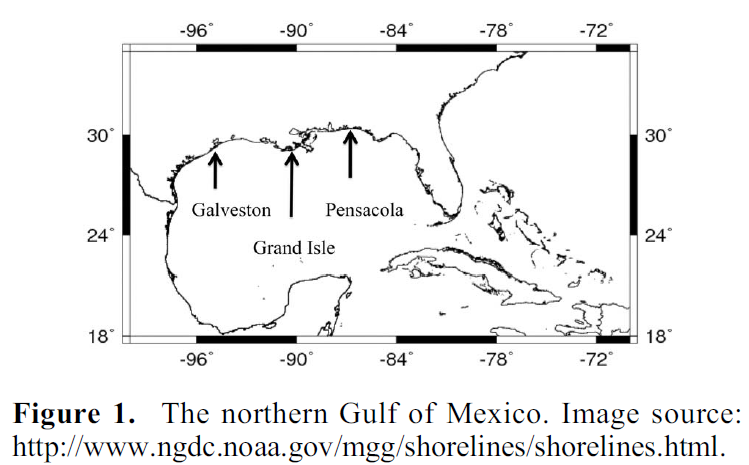 -96° -90° -84° -78° -72°
30° 30°
Galveston Pensacola
24° 24°
Grand Isle
18° 18°
-96° -90° -84° -78° -72°
Figure 1. The northern Gulf of Mexico. Image source:
http://www.ngdc.noaa.gov/mgg/shorelines/shorelines.html.